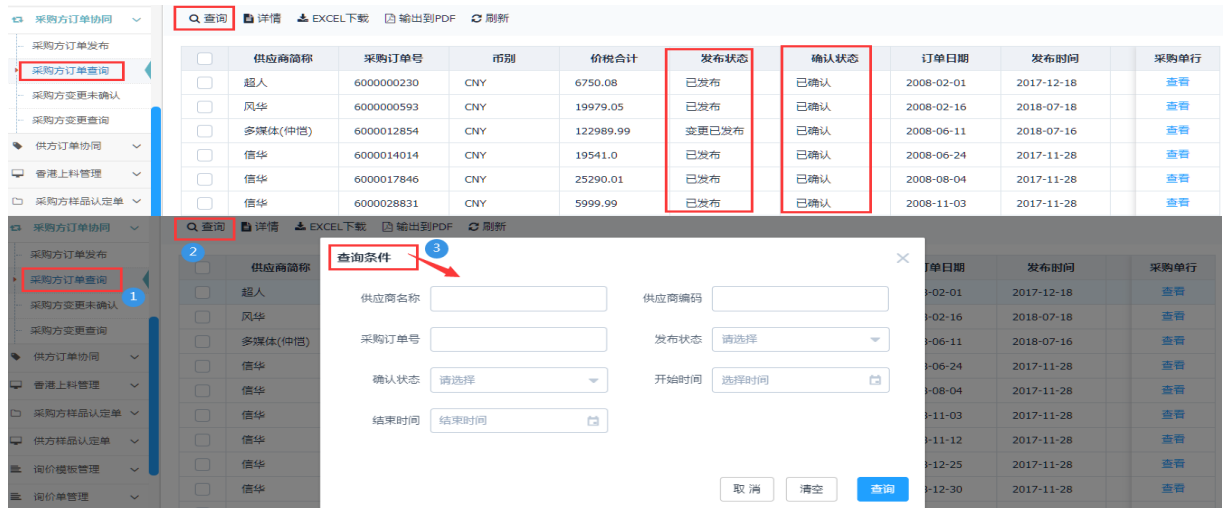 采购方订单协同
采购方订单发布
采购方订单查询
采购方变更未确认
采购方变更查询
供方订单协同
香港上料管理
采购方样品认定单
查询 详情 EXCEL下载 输出到PDF 刷新
供应商简称 采购订单号 币别 价税合计 发布状态 确认状态 订单日期 发布时间 采购单行
超人 6000000230 CNY 6750.08 已发布 已确认 2008-02-01 2017-12-18 查看
风华 6000000593 CNY 19979.05 已发布 已确认 2008-02-16 2018-07-18 查看
多媒体(仲恺) 6000012854 CNY 122989.99 变更已发布 已确认 2008-06-11 2018-07-16 查看
信华 6000014014 CNY 19541.0 已发布 已确认 2008-06-24 2017-11-28 查看
信华 6000017846 CNY 25290.01 已发布 已确认 2008-08-04 2017-11-28 查看
信华 6000028831 CNY 5999.99 已发布 已确认 2008-11-03 2017-11-28 查看
采购方订单协同
采购方订单发布
采购方订单查询
1
采购方变更未确认
采购方变更查询
供方订单协同
香港上料管理
采购方样品认定单
供方样品认定单
询价模板管理
询价单管理
查询 详情 EXCEL下载 输出到PDF 刷新
2
供应商简称 订单日期 发布时间 采购单行
超人 8-02-01 2017-12-18 查看
风华 8-02-16 2018-07-18 查看
多媒体(仲恺) 8-06-11 2018-07-16 查看
信华 8-06-24 2017-11-28 查看
信华 8-08-04 2017-11-28 查看
信华 8-11-03 2017-11-28 查看
信华 8-11-12 2017-11-28 查看
信华 8-12-25 2017-11-28 查看
信华 8-12-30 2017-11-28 查看
查询条件
3
供应商名称 供应商编码
采购订单号 发布状态 请选择
确认状态 请选择 开始时间 选择时间
结束时间 结束时间
取 消 清空 查询